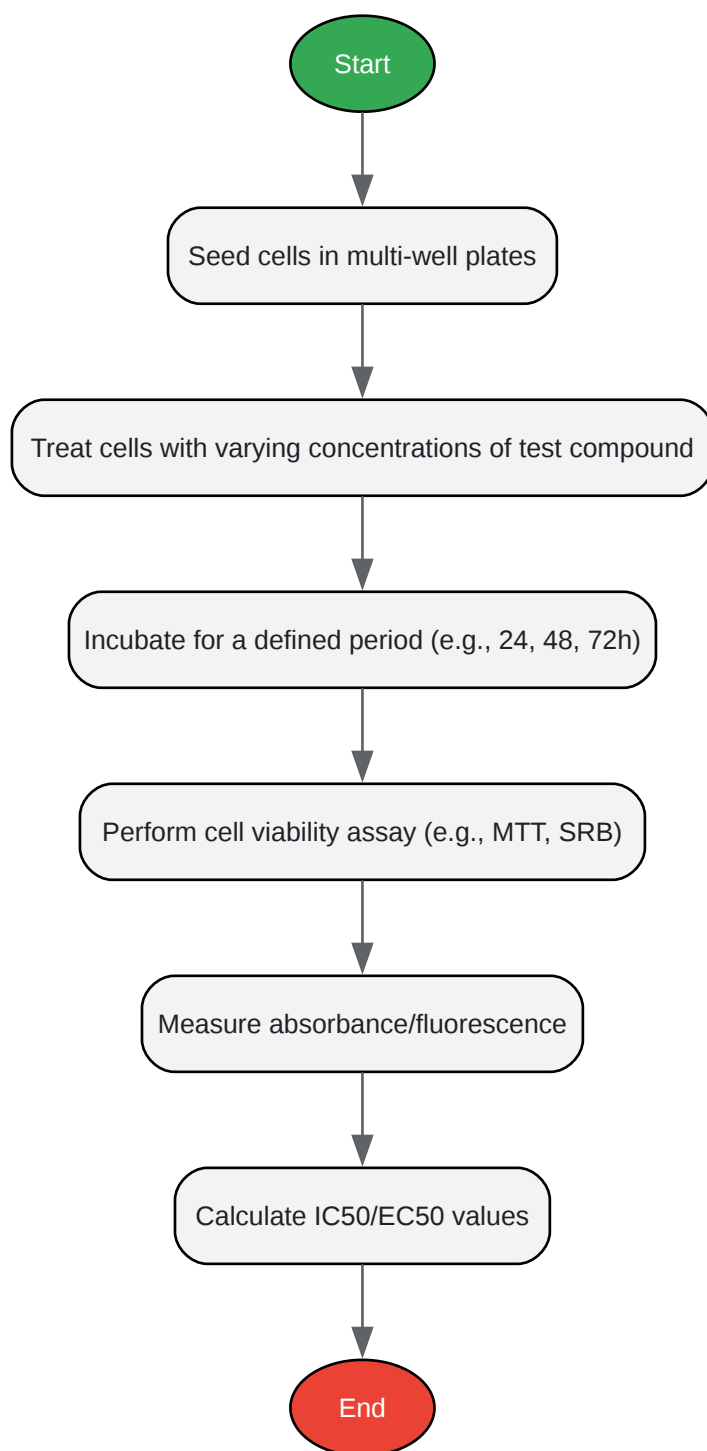 Start
Seed cells in multi-well plates
Treat cells with varying concentrations of test compound
Incubate for a defined period (e.g., 24, 48, 72h)
Perform cell viability assay (e.g., MTT, SRB)
Measure absorbance/fluorescence
Calculate IC50/EC50 values
End